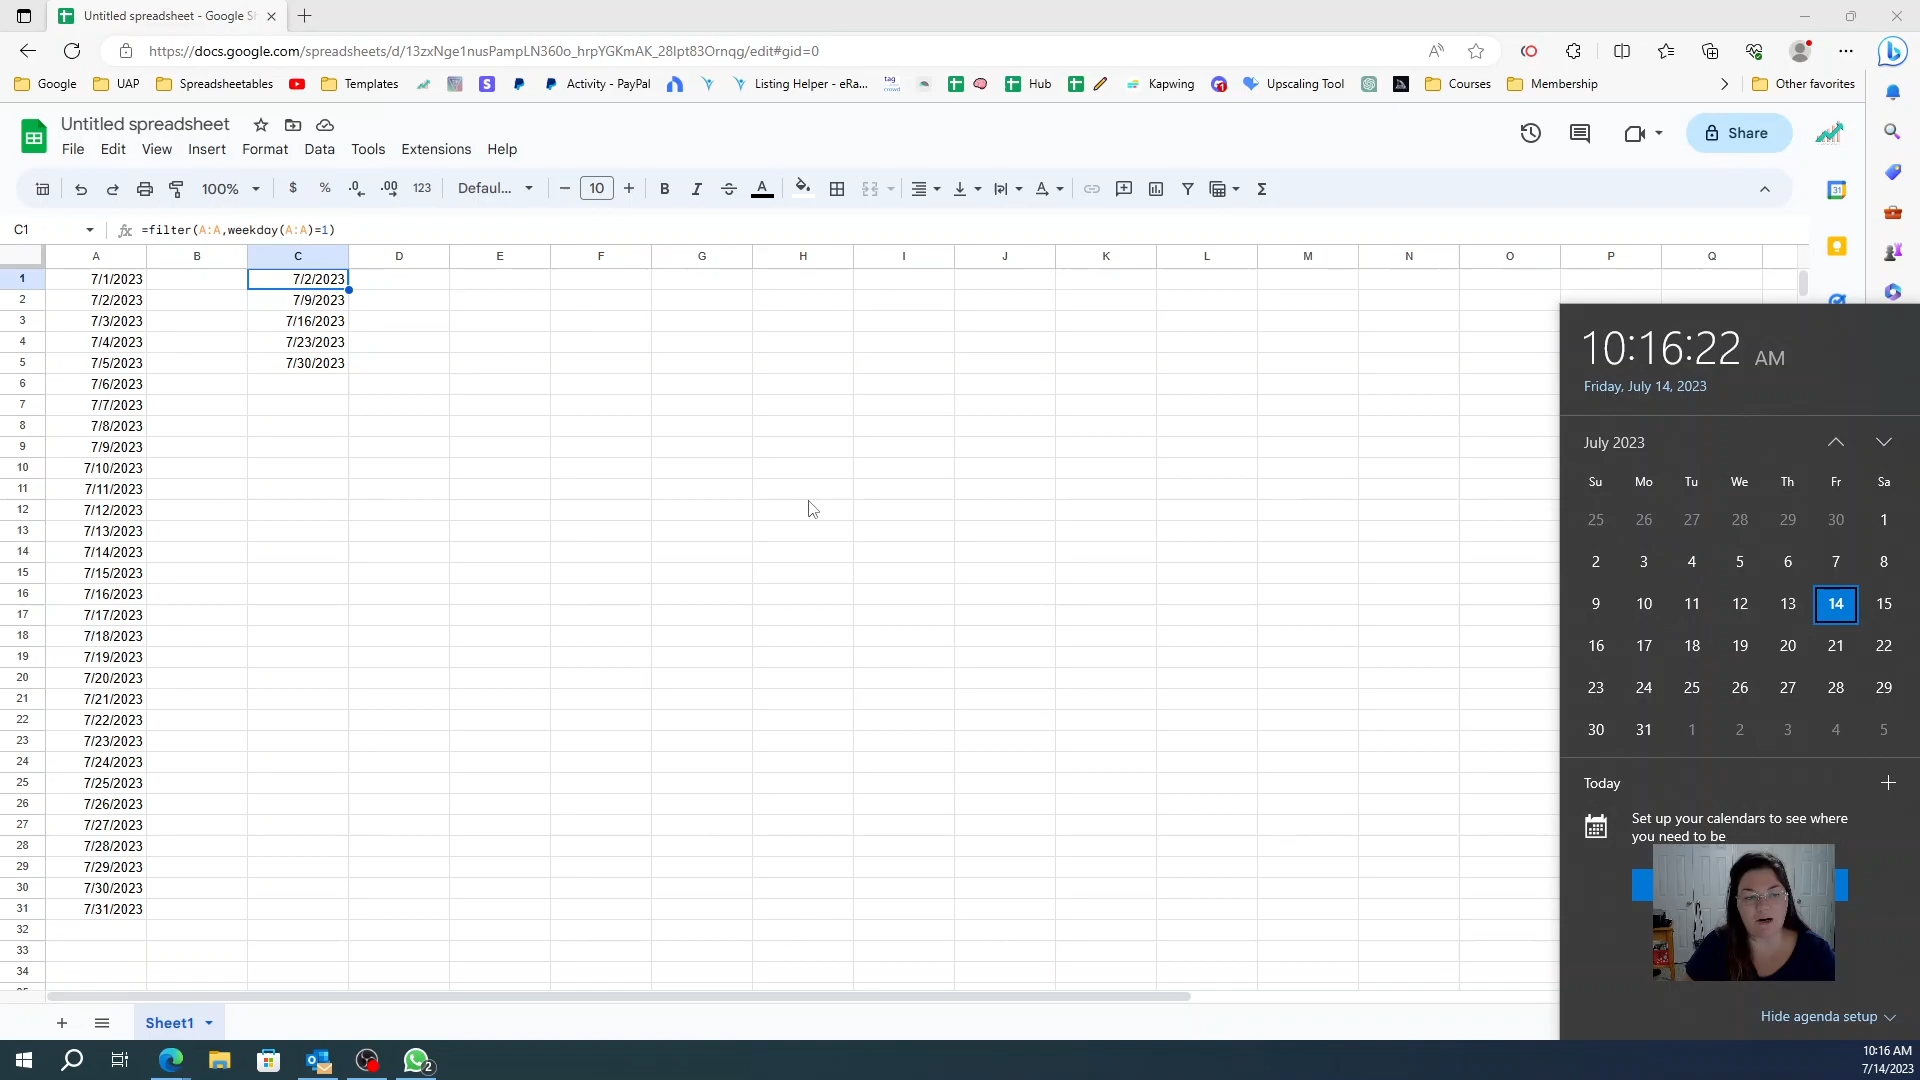 Untitled spreadsheet - Google S
https://docs.google.com/spreadsheets/d/13zxNge1nusPampLN360o_hrpYGKmAK_28lpt83Ornqg/edit#gid=0
Google UAP Spreadsheetables Templates Activity - PayPal Listing Helper - eRa... tag crowd Hub Kapwing Upscaling Tool Courses Membership Other favorites
Untitled spreadsheet
File Edit View Insert Format Data Tools Extensions Help
Share
100% $ % .0 .00 123 Defaul... 10 B I A
C1 fx =filter(A:A,weekday(A:A)=1)
A B C D E F G H I J K L M N O P Q
1 7/1/2023 7/2/2023
2 7/2/2023 7/9/2023
3 7/3/2023 7/16/2023
4 7/4/2023 7/23/2023
5 7/5/2023 7/30/2023
6 7/6/2023
7 7/7/2023
8 7/8/2023
9 7/9/2023
10 7/10/2023
11 7/11/2023
12 7/12/2023
13 7/13/2023
14 7/14/2023
15 7/15/2023
16 7/16/2023
17 7/17/2023
18 7/18/2023
19 7/19/2023
20 7/20/2023
21 7/21/2023
22 7/22/2023
23 7/23/2023
24 7/24/2023
25 7/25/2023
26 7/26/2023
27 7/27/2023
28 7/28/2023
29 7/29/2023
30 7/30/2023
31 7/31/2023
32
33
34
Sheet1
10:16:22 AM
Friday, July 14, 2023
July 2023
Su Mo Tu We Th Fr Sa
25 26 27 28 29 30 1
2 3 4 5 6 7 8
9 10 11 12 13 14 15
16 17 18 19 20 21 22
23 24 25 26 27 28 29
30 31 1 2 3 4 5
Today
Set up your calendars to see where
you need to be
Hide agenda setup
2
10:16 AM
7/14/2023